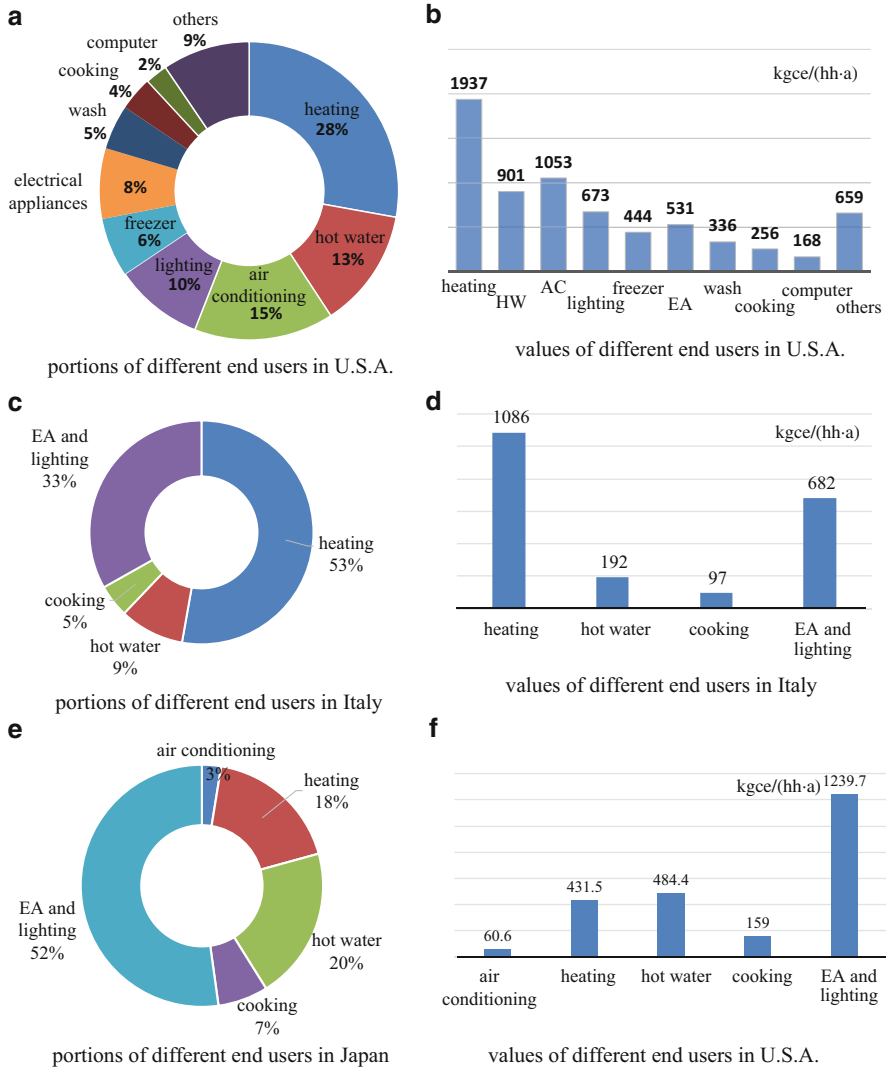 a
others
9%
computer
2%
cooking
4%
wash
5%
electrical
appliances
8%
freezer
6%
lighting
10%
air
conditioning
15%
hot water
13%
heating
28%
portions of different end users in U.S.A.
b
kgce/(hh·a)
1937
901
1053
673
444
531
336
256
168
659
heating
HW
AC
lighting
freezer
EA
wash
cooking
computer
others
values of different end users in U.S.A.
c
EA and
lighting
33%
heating
53%
cooking
5%
hot water
9%
portions of different end users in Italy
d
kgce/(hh·a)
1086
192
97
682
heating
hot water
cooking
EA and
lighting
values of different end users in Italy
e
air conditioning
3%
heating
18%
EA and
lighting
52%
hot water
20%
cooking
7%
portions of different end users in Japan
f
kgce/(hh·a)
60.6
431.5
484.4
159
1239.7
air
conditioning
heating
hot water
cooking
EA and
lighting
values of different end users in U.S.A.